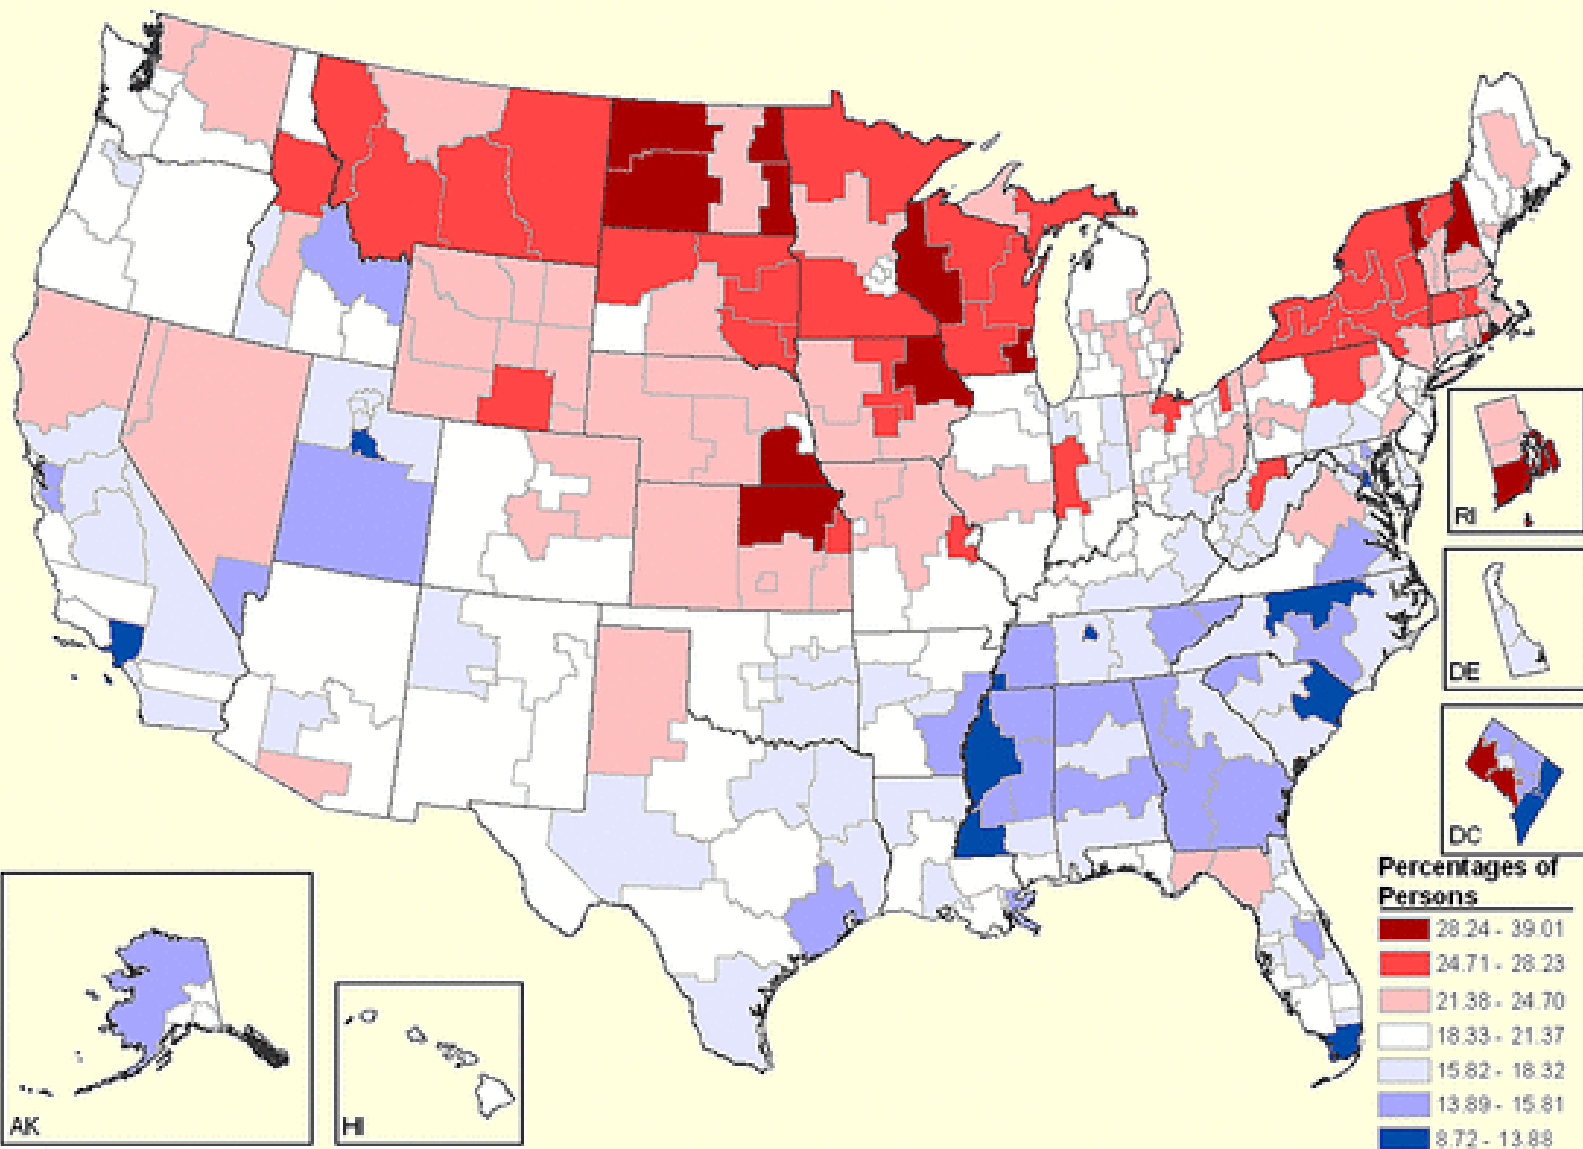 RI
DE
DC
Percentages of
Persons
28.24 - 39.01
24.71 - 28.23
21.38 - 24.70
18.33 - 21.37
15.82 - 18.32
13.89 - 15.81
8.72 - 13.88
AK
HI